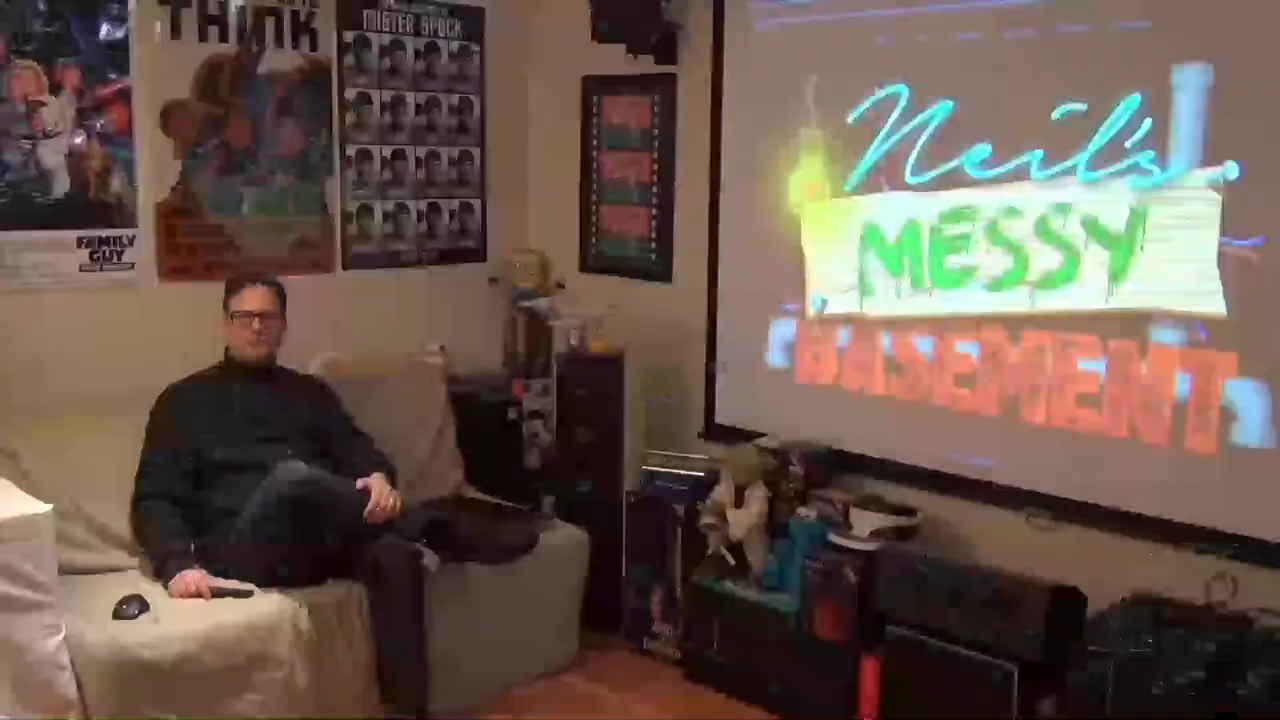 THINK
MISTER SPOCK
FAMILY
GUY
Neil's
MESSY
BASEMENT